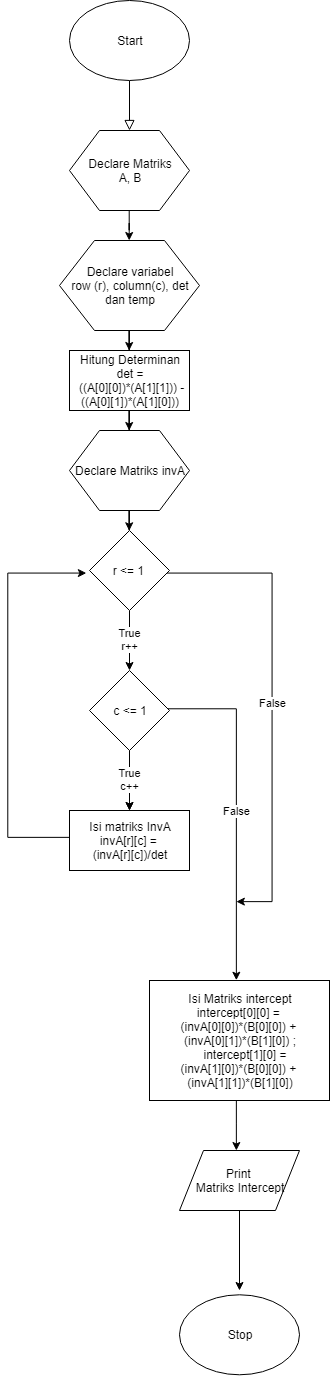 Start
Declare Matriks
A, B
Declare variabel
row (r), column(c), det
dan temp
Hitung Determinan
det =
((A[0][0])*(A[1][1])) -
((A[0][1])*(A[1][0]))
Declare Matriks invA
r <= 1
True
r++
c <= 1
False
True
c++
False
Isi matriks InvA
invA[r][c] =
(invA[r][c])/det
Isi Matriks intercept
intercept[0][0] =
(invA[0][0])*(B[0][0]) +
(invA[0][1])*(B[1][0]) ;
intercept[1][0] =
(invA[1][0])*(B[0][0]) +
(invA[1][1])*(B[1][0])
Print
Matriks Intercept
Stop